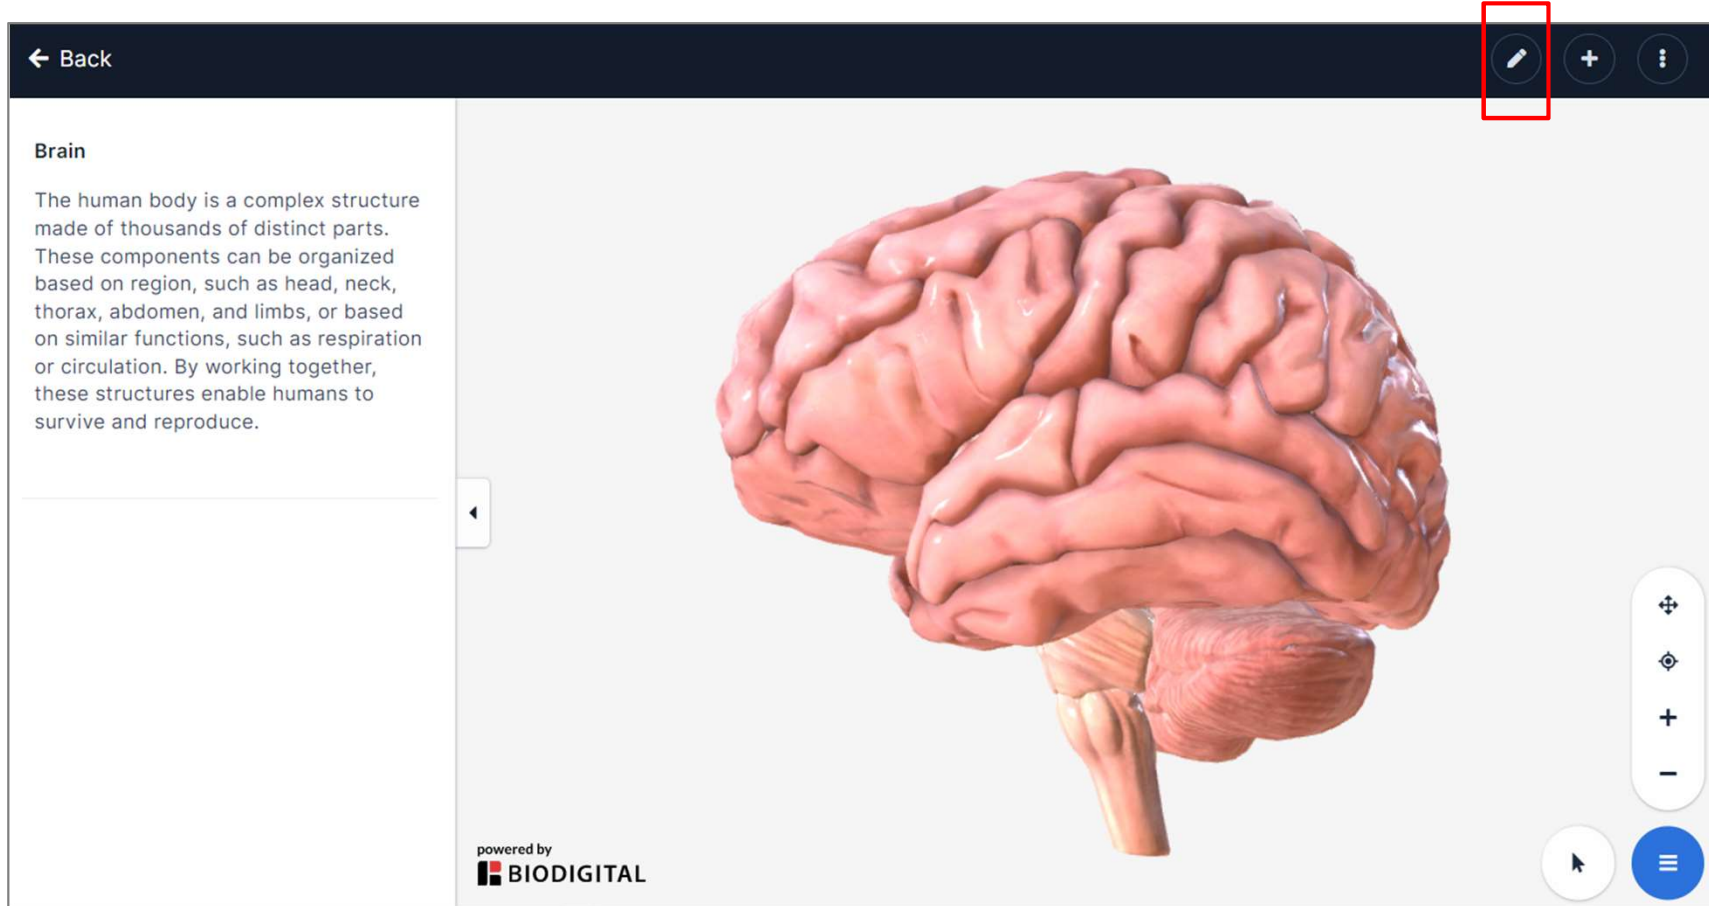 Back
Brain
The human body is a complex structure
made of thousands of distinct parts.
These components can be organized
based on region, such as head, neck,
thorax, abdomen, and limbs, or based
on similar functions, such as respiration
or circulation. By working together,
these structures enable humans to
survive and reproduce.
powered by
BIODIGITAL